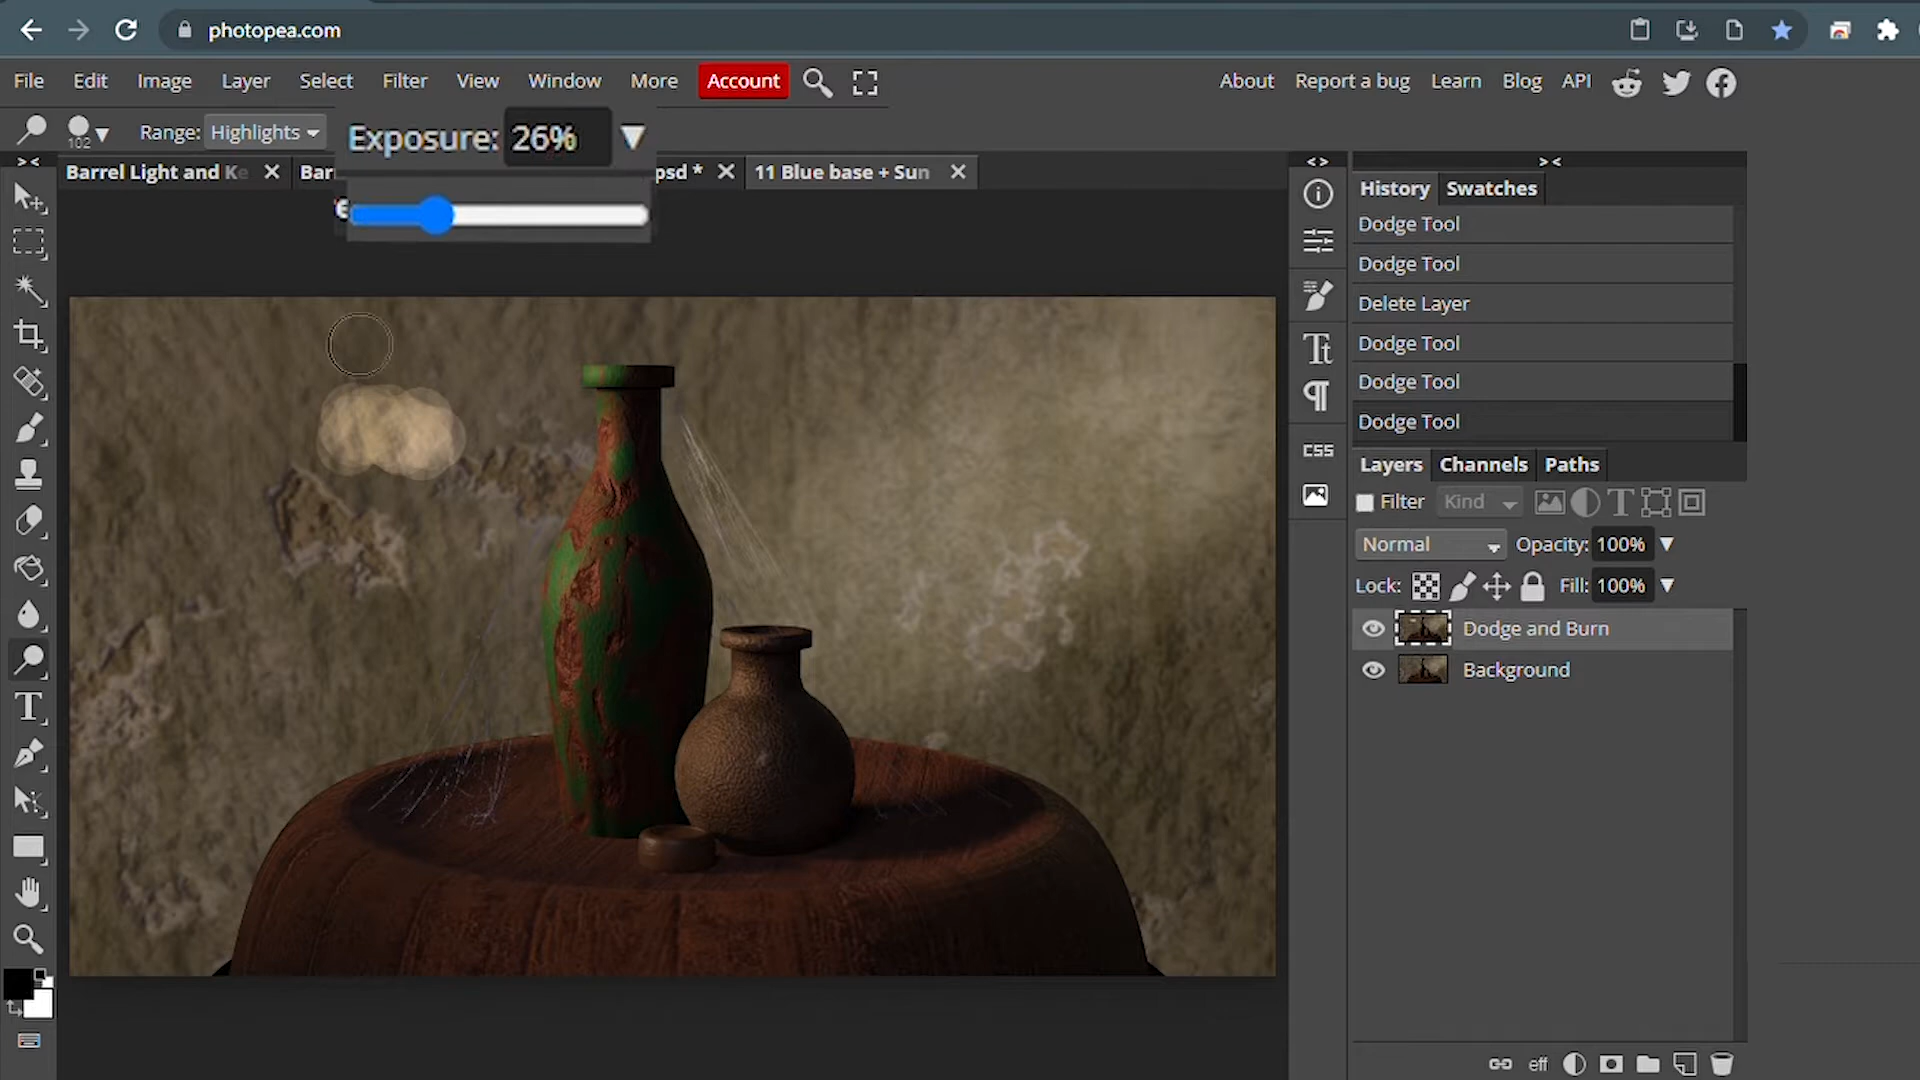 photopea.com
File Edit Image Layer Select Filter View Window More Account About Report a bug Learn Blog API
102 Range: Highlights Exposure: 26%
Barrel Light and Ke Bar psd * 11 Blue base + Sun
History Swatches
Dodge Tool
Dodge Tool
Delete Layer
Dodge Tool
Dodge Tool
Dodge Tool
CSS
Layers Channels Paths
Filter Kind
Normal Opacity: 100%
Lock: Fill: 100%
Dodge and Burn
Background
eff